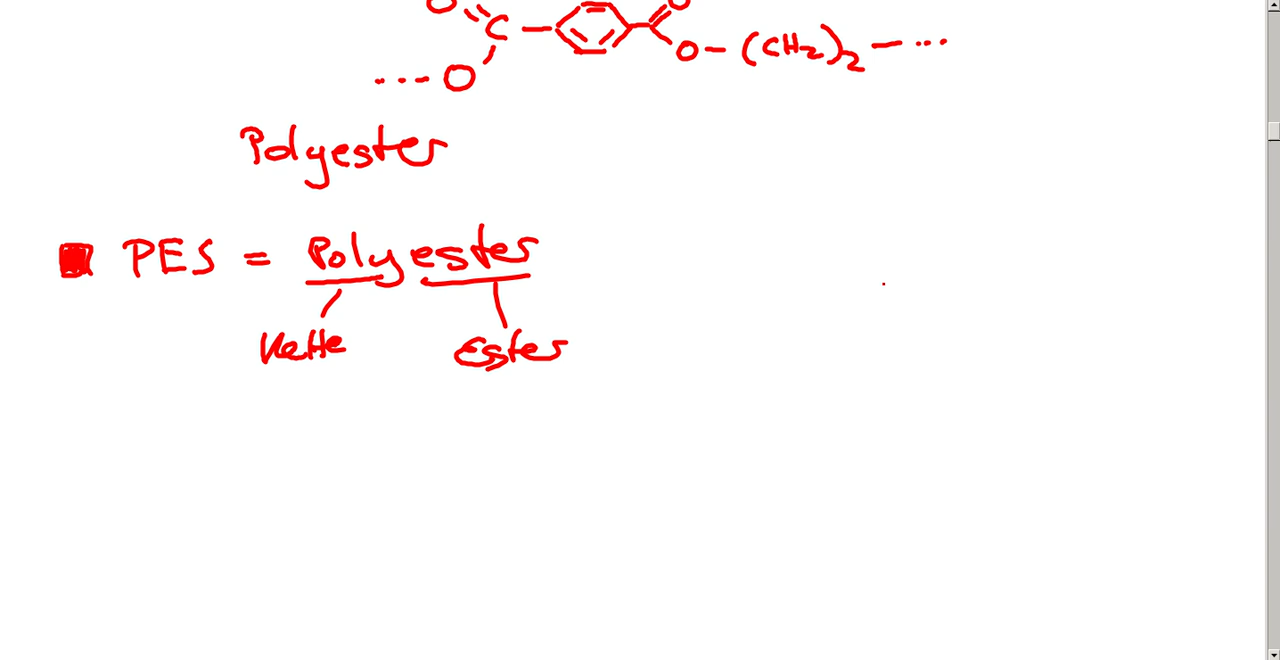 O C O
O – (CH₂)₂ – ...
... O
Polyester
PES = Polyester
Kette Ester